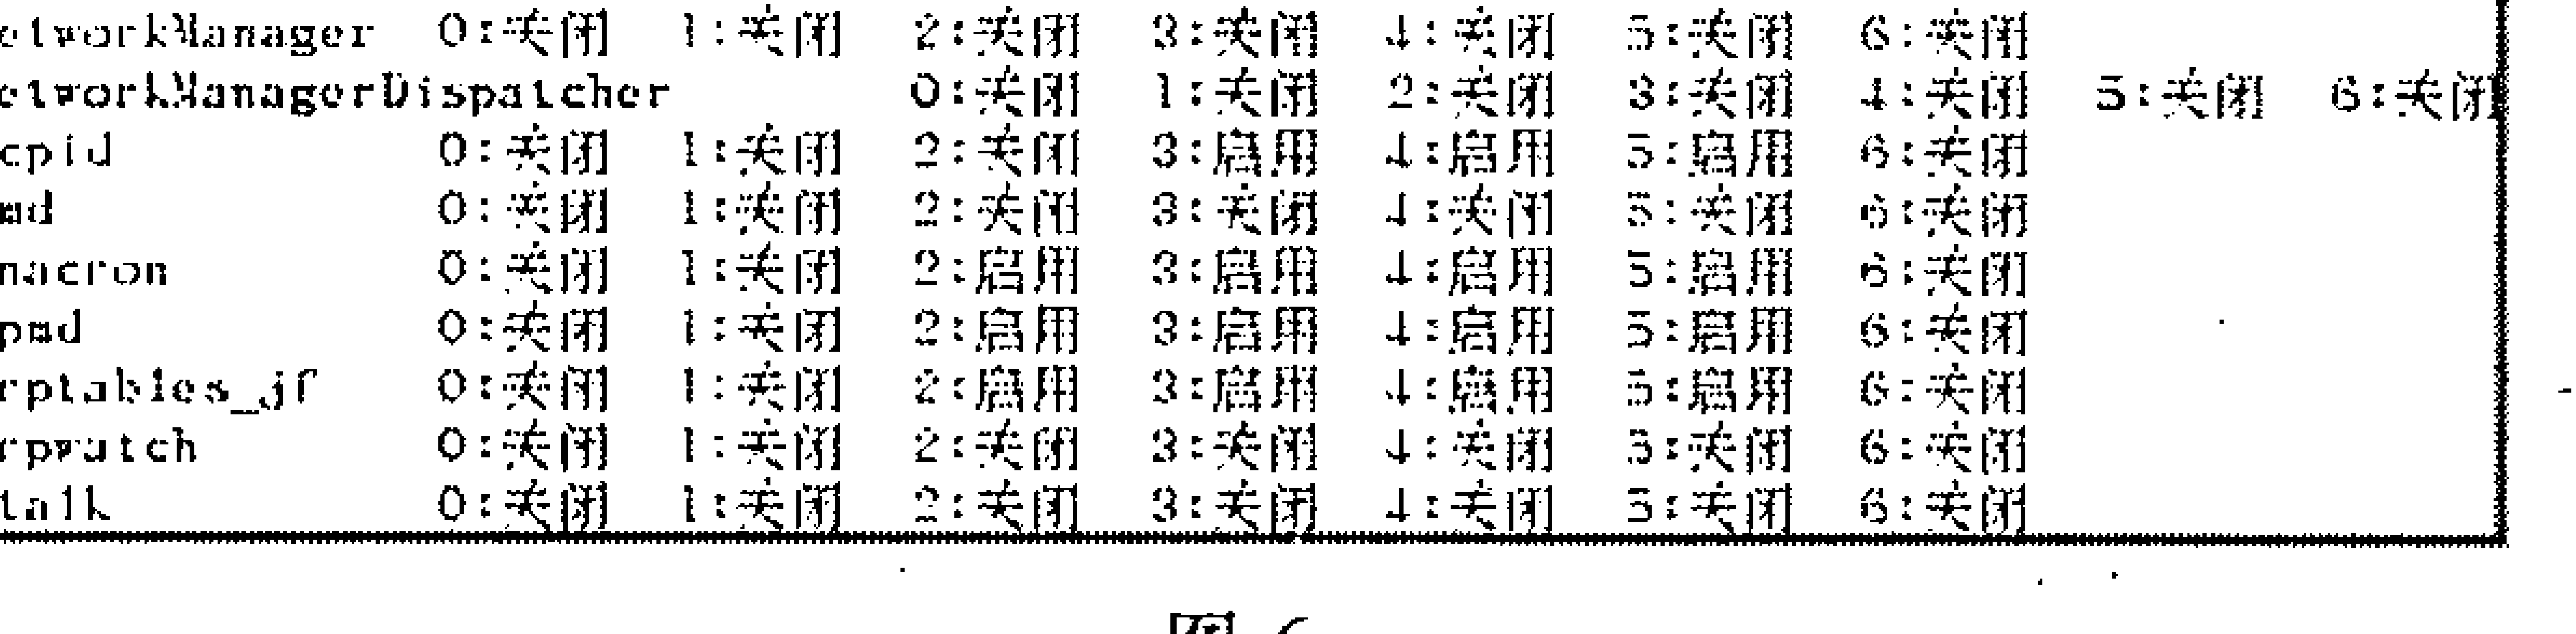 etworkManager 0:关闭 1:关闭 2:关闭 3:关闭 4:关闭 5:关闭 6:关闭
etworkManagerDispatcher 0:关闭 1:关闭 2:关闭 3:关闭 4:关闭 5:关闭 6:关闭
cpid 0:关闭 1:关闭 2:关闭 3:启用 4:启用 5:启用 6:关闭
md 0:关闭 1:关闭 2:关闭 3:关闭 4:关闭 5:关闭 6:关闭
nacron 0:关闭 1:关闭 2:启用 3:启用 4:启用 5:启用 6:关闭
pmd 0:关闭 1:关闭 2:启用 3:启用 4:启用 5:启用 6:关闭
rptables_jf 0:关闭 1:关闭 2:启用 3:启用 4:启用 5:启用 6:关闭
rpwatch 0:关闭 1:关闭 2:关闭 3:关闭 4:关闭 5:关闭 6:关闭
talk 0:关闭 1:关闭 2:关闭 3:关闭 4:关闭 5:关闭 6:关闭
图 6